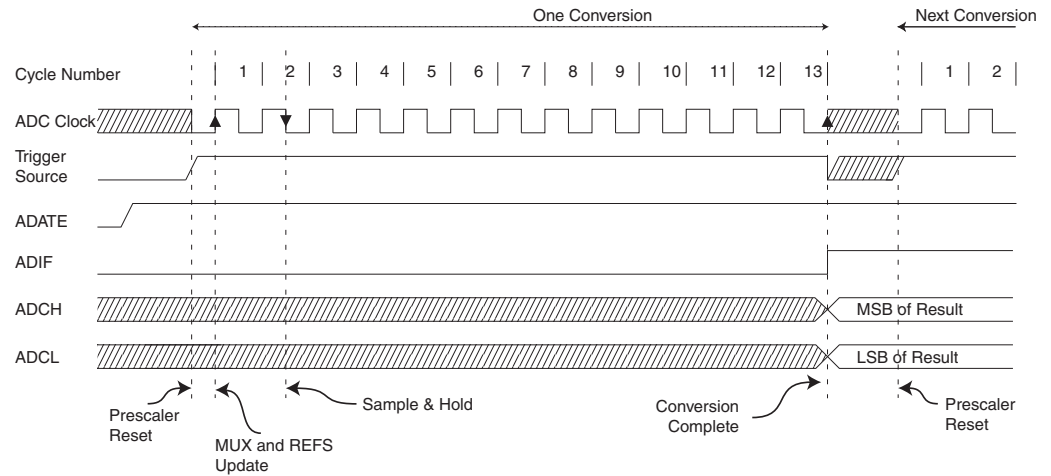 One Conversion
Next Conversion
Cycle Number 1 2 3 4 5 6 7 8 9 10 11 12 13 1 2
ADC Clock
Trigger
Source
ADATE
ADIF
ADCH MSB of Result
ADCL LSB of Result
Prescaler
Reset
MUX and REFS
Update
Sample & Hold
Conversion
Complete
Prescaler
Reset